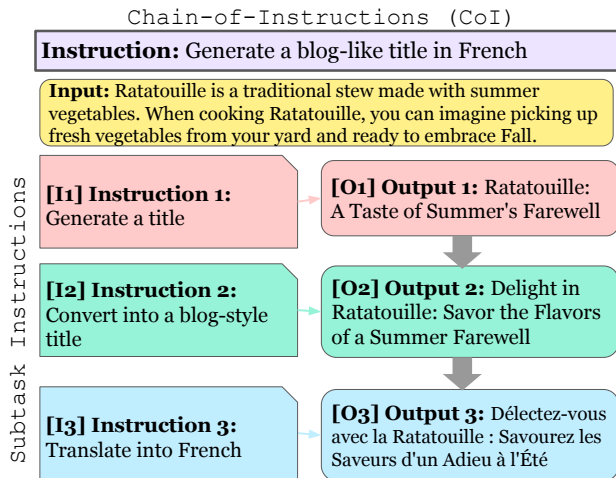 Chain-of-Instructions (CoI)
Instruction: Generate a blog-like title in French
Input: Ratatouille is a traditional stew made with summer
vegetables. When cooking Ratatouille, you can imagine picking up
fresh vegetables from your yard and ready to embrace Fall.
Subtask Instructions
[I1] Instruction 1:
Generate a title
[O1] Output 1: Ratatouille:
A Taste of Summer's Farewell
[I2] Instruction 2:
Convert into a blog-style
title
[O2] Output 2: Delight in
Ratatouille: Savor the Flavors
of a Summer Farewell
[I3] Instruction 3:
Translate into French
[O3] Output 3: Délectez-vous
avec la Ratatouille : Savourez les
Saveurs d'un Adieu à l'Été